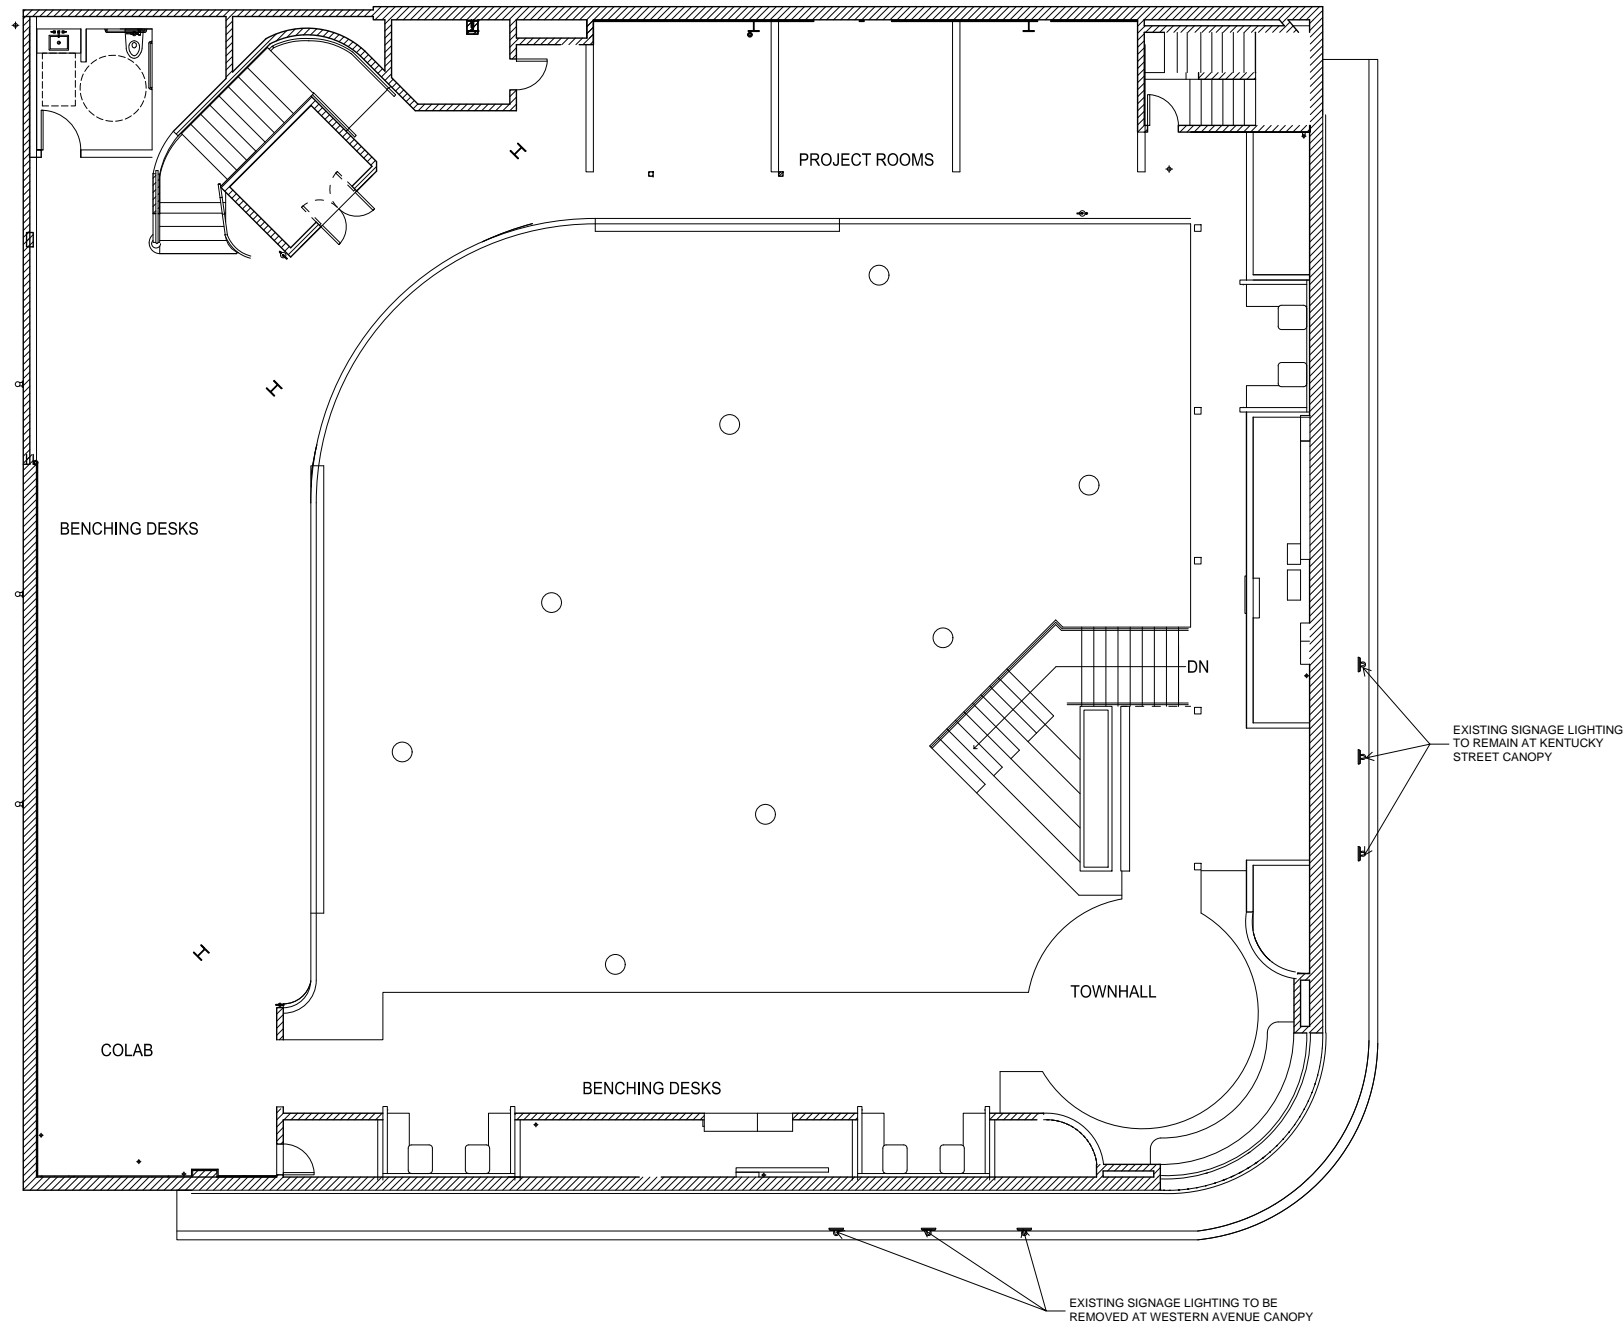 PROJECT ROOMS
BENCHING DESKS
DN
EXISTING SIGNAGE LIGHTING
TO REMAIN AT KENTUCKY
STREET CANOPY
TOWNHALL
COLAB
BENCHING DESKS
EXISTING SIGNAGE LIGHTING TO BE
REMOVED AT WESTERN AVENUE CANOPY